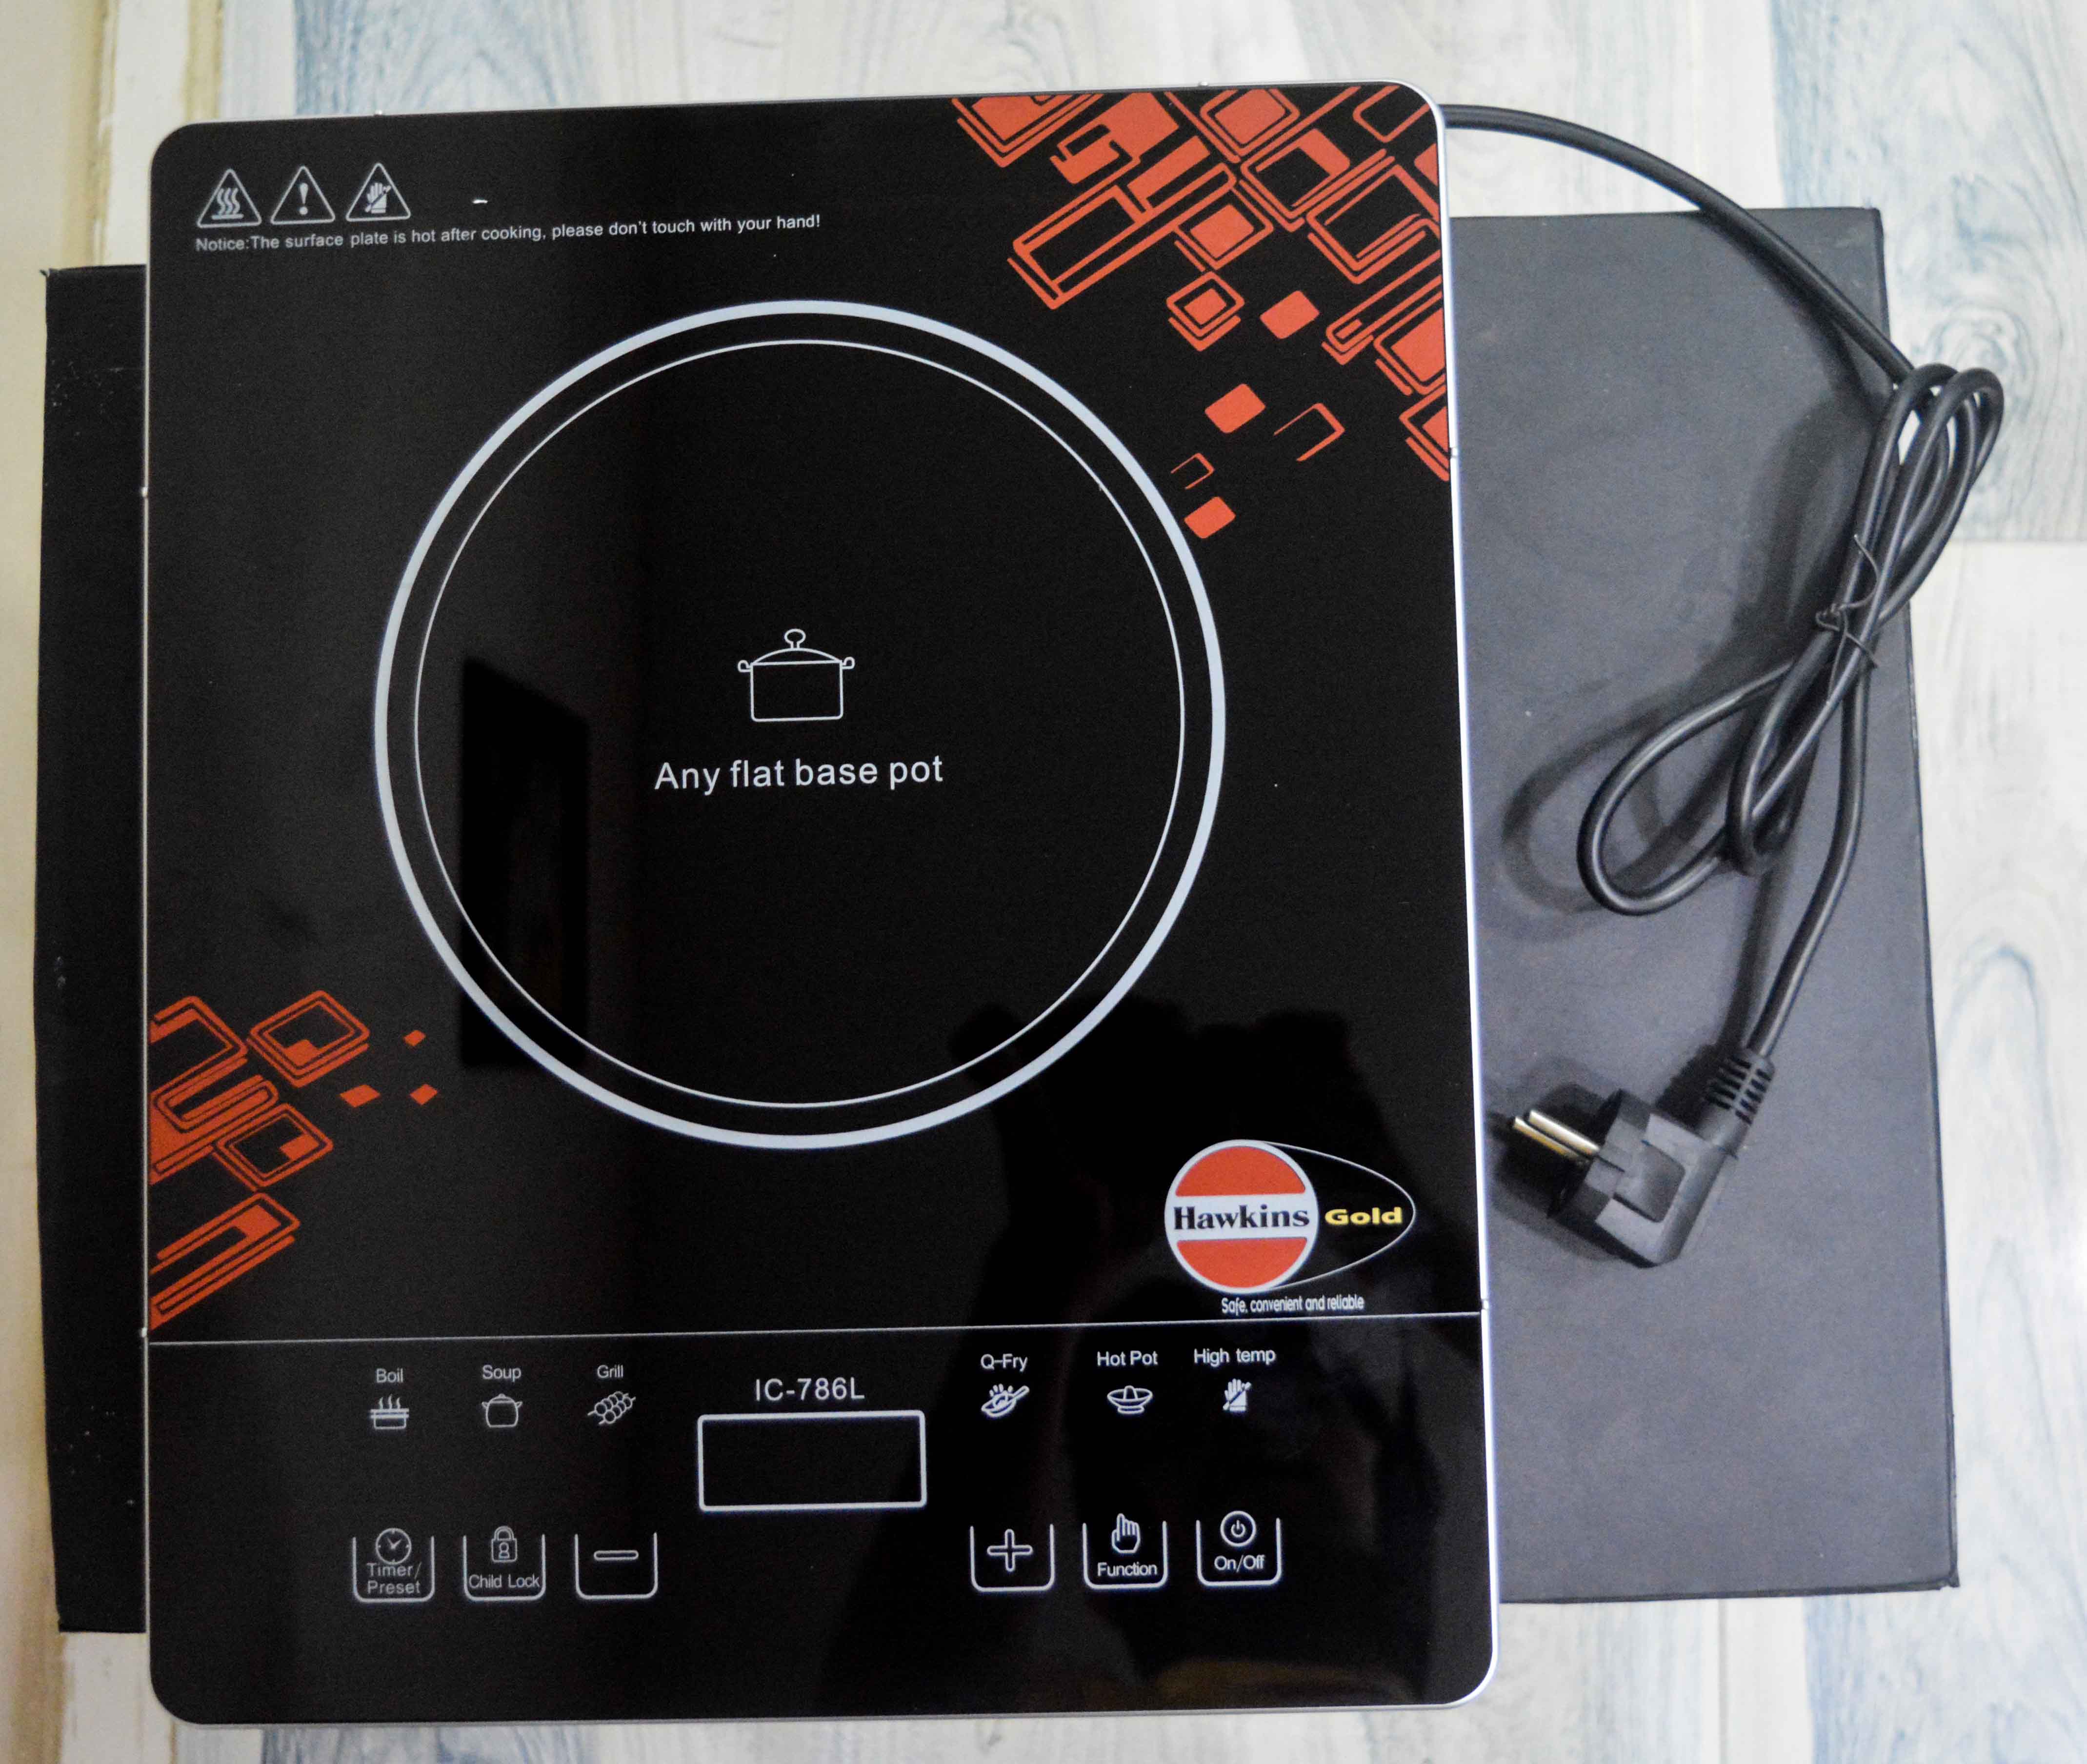 Notice:The surface plate is hot after cooking, please don't touch with your hand!
Any flat base pot
Hawkins Gold
Safe, convenient and reliable
Boil Soup Grill IC-786L Q-Fry Hot Pot High temp
Timer/
Preset
Child Lock
Function
On/Off